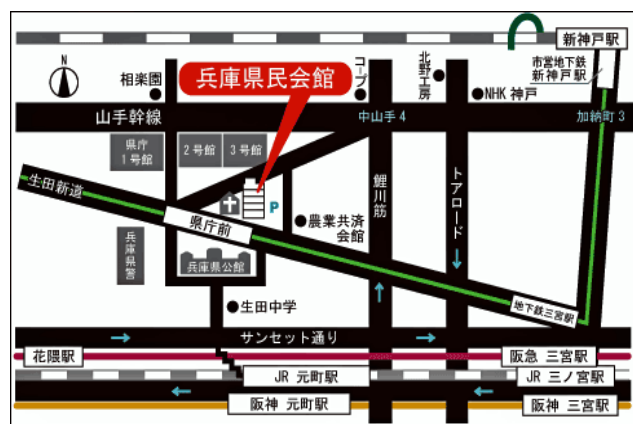 新神戸駅
N
市営地下鉄
新神戸駅
相楽園
兵庫県民会館
コープ
北野工房
NHK 神戸
山手幹線
中山手 4
加納町 3
県庁
1 号館
2 号館
3 号館
生田新道
鯉川筋
トアロード
P
県庁前
農業共済
会館
兵庫県警
兵庫県公館
生田中学
地下鉄三宮駅
サンセット通り
花隈駅
阪急 三宮駅
JR 元町駅
JR 三ノ宮駅
阪神 元町駅
阪神 三宮駅